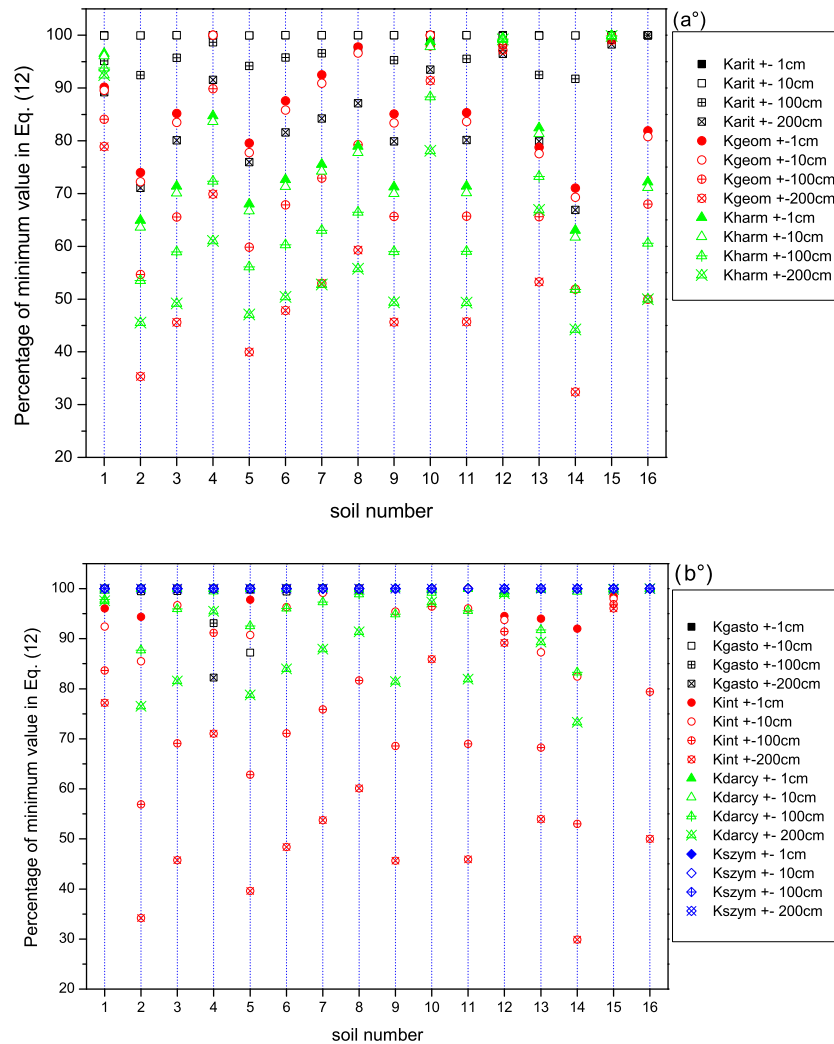 (a°)
Percentage of minimum value in Eq. (12)
100
90
80
70
60
50
40
30
20
1 2 3 4 5 6 7 8 9 10 11 12 13 14 15 16
soil number
Karit +- 1cm
Karit +- 10cm
Karit +- 100cm
Karit +- 200cm
Kgeom +-1cm
Kgeom +-10cm
Kgeom +-100cm
Kgeom +-200cm
Kharm +-1cm
Kharm +-10cm
Kharm +-100cm
Kharm +-200cm
(b°)
Percentage of minimum value in Eq. (12)
100
90
80
70
60
50
40
30
20
1 2 3 4 5 6 7 8 9 10 11 12 13 14 15 16
soil number
Kgasto +-1cm
Kgasto +-10cm
Kgasto +-100cm
Kgasto +-200cm
Kint +-1cm
Kint +-10cm
Kint +-100cm
Kint +-200cm
Kdarcy +- 1cm
Kdarcy +- 10cm
Kdarcy +- 100cm
Kdarcy +- 200cm
Kszym +- 1cm
Kszym +- 10cm
Kszym +- 100cm
Kszym +- 200cm